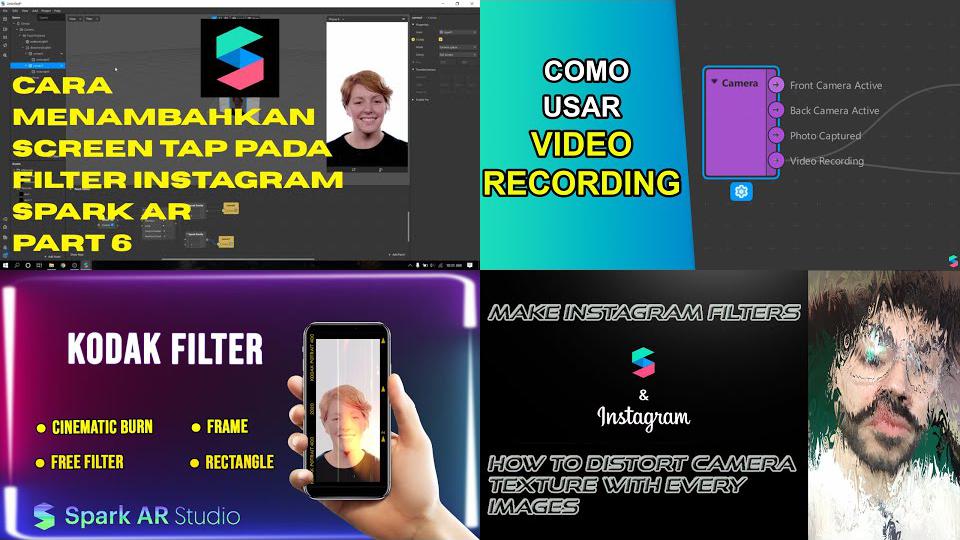 CARA
MENAMBAHKAN
SCREEN TAP PADA
FILTER INSTAGRAM
SPARK AR
PART 6
COMO
USAR
VIDEO
RECORDING
Camera
Front Camera Active
Back Camera Active
Photo Captured
Video Recording
KODAK FILTER
CINEMATIC BURN
FRAME
FREE FILTER
RECTANGLE
Spark AR Studio
MAKE INSTAGRAM FILTERS
&
Instagram
HOW TO DISTORT CAMERA
TEXTURE WITH EVERY
IMAGES